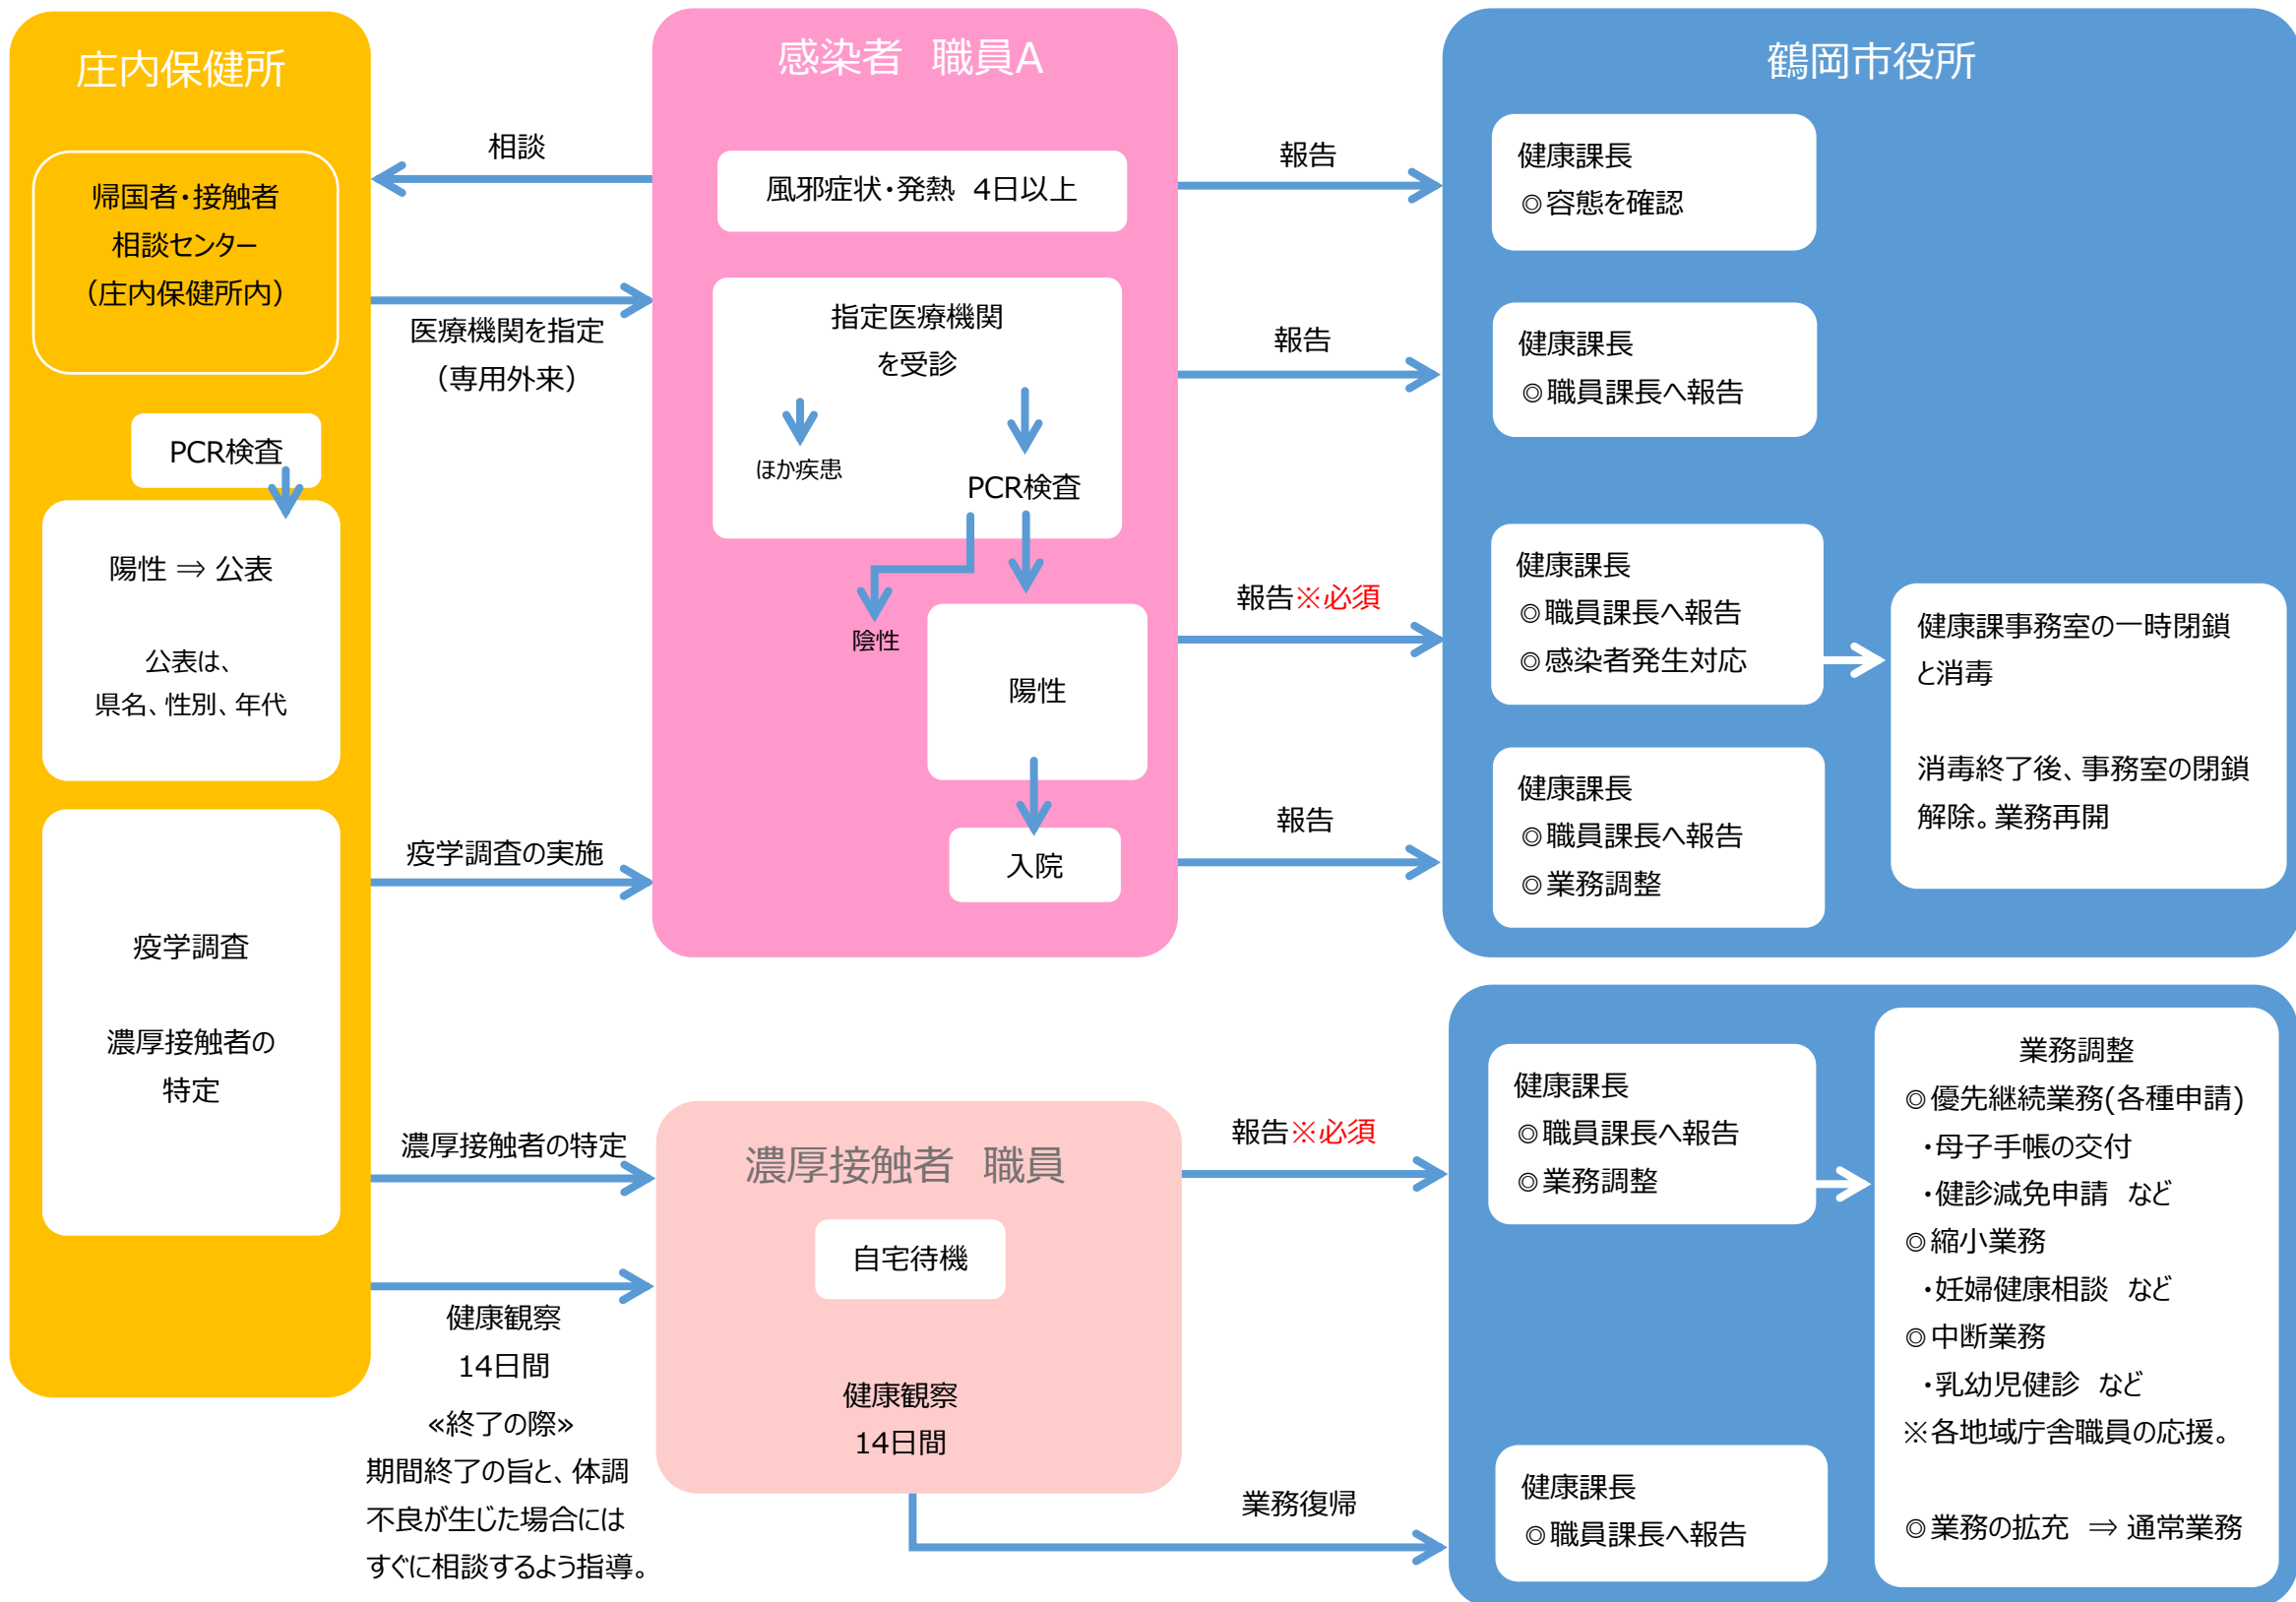 庄内保健所
帰国者・接触者
相談センター
（庄内保健所内）
PCR検査
陽性 ⇒ 公表
公表は、
県名、性別、年代
疫学調査
濃厚接触者の
特定
相談
医療機関を指定
（専用外来）
疫学調査の実施
濃厚接触者の特定
健康観察
14日間
≪終了の際≫
期間終了の旨と、体調
不良が生じた場合には
すぐに相談するよう指導。
感染者　職員A
風邪症状・発熱　4日以上
指定医療機関
を受診
ほか疾患
PCR検査
陰性
陽性
入院
濃厚接触者　職員
自宅待機
健康観察
14日間
報告
報告
報告※必須
報告
報告※必須
業務復帰
鶴岡市役所
健康課長
◎容態を確認
健康課長
◎職員課長へ報告
健康課長
◎職員課長へ報告
◎感染者発生対応
健康課事務室の一時閉鎖
と消毒
消毒終了後、事務室の閉鎖
解除。業務再開
健康課長
◎職員課長へ報告
◎業務調整
健康課長
◎職員課長へ報告
◎業務調整
業務調整
◎優先継続業務(各種申請)
・母子手帳の交付
・健診減免申請　など
◎縮小業務
・妊婦健康相談　など
◎中断業務
・乳幼児健診　など
※各地域庁舎職員の応援。
◎業務の拡充　⇒ 通常業務
健康課長
◎職員課長へ報告